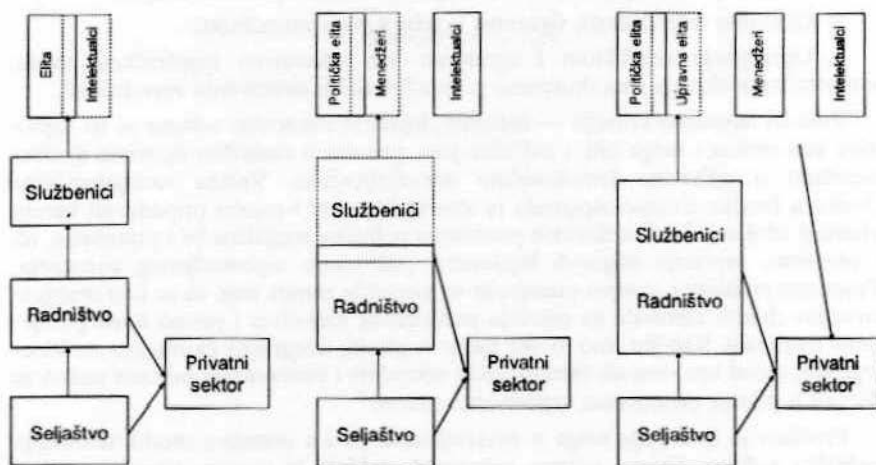 Elita
Intelektualci
Službenici
Radništvo
Seljaštvo
Privatni
sektor
Politička elita
Menedžeri
Intelektualci
Službenici
Radništvo
Seljaštvo
Privatni
sektor
Politička elita
Upravna elita
Menedžeri
Intelektualci
Službenici
Radništvo
Seljaštvo
Privatni
sektor